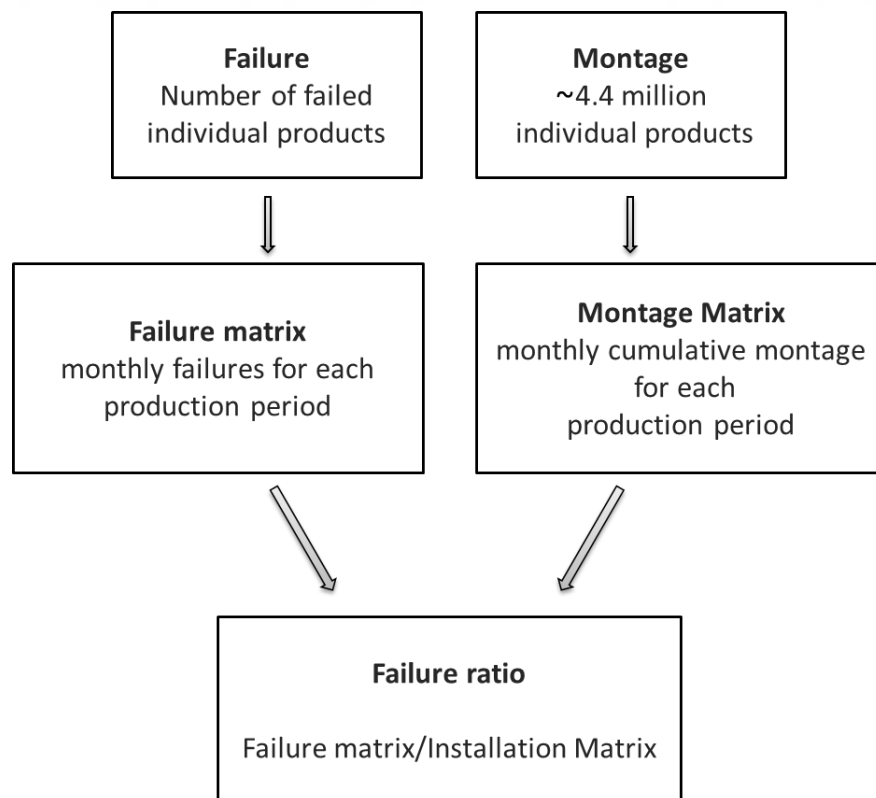 Failure
Number of failed
individual products
Montage
~4.4 million
individual products
Failure matrix
monthly failures for each
production period
Montage Matrix
monthly cumulative montage
for each
production period
Failure ratio
Failure matrix/Installation Matrix